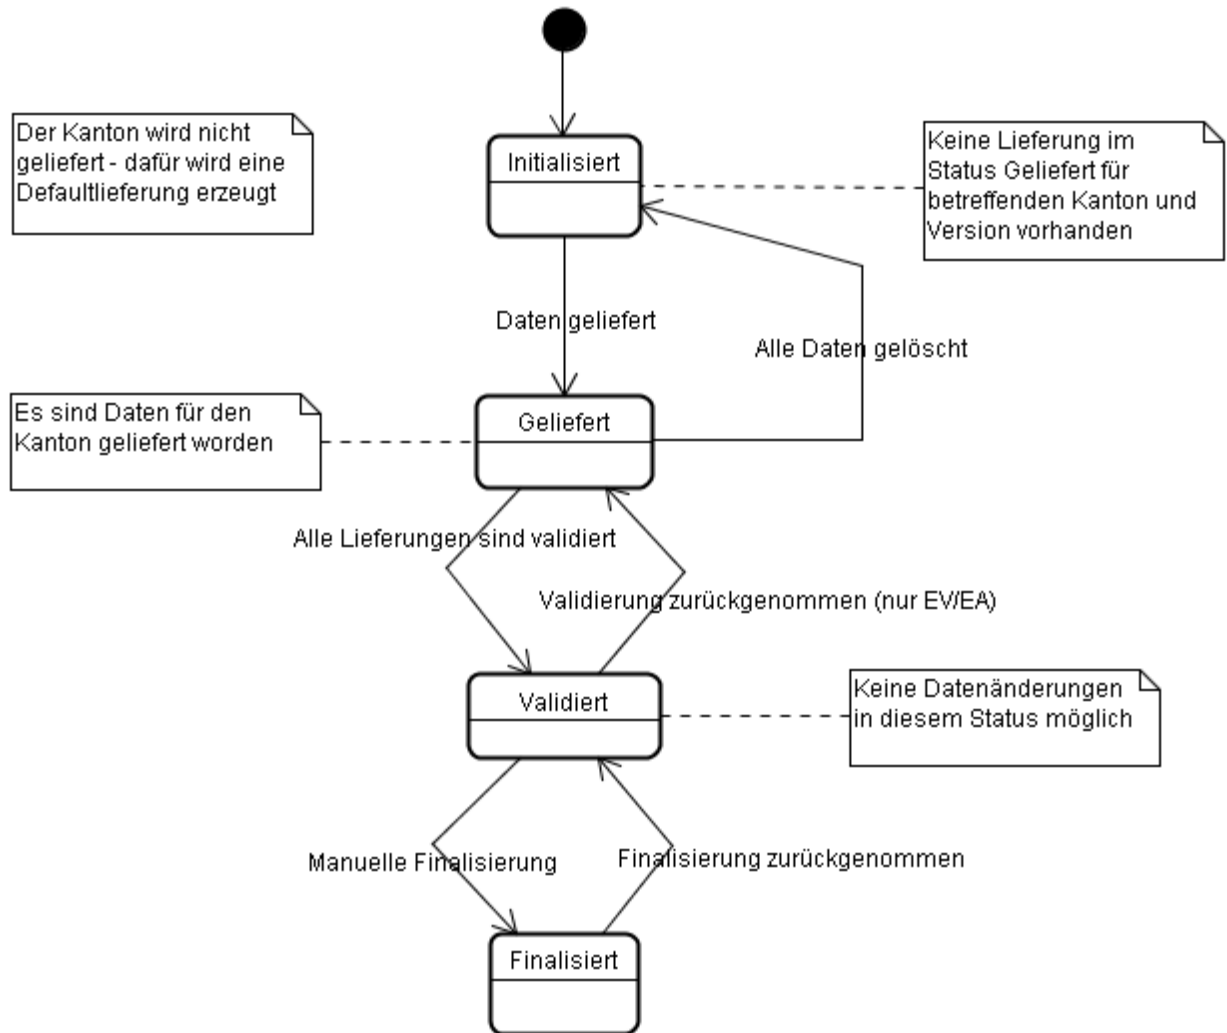 Der Kanton wird nicht
geliefert - dafür wird eine
Defaultlieferung erzeugt
Initialisiert
Keine Lieferung im
Status Geliefert für
betreffenden Kanton und
Version vorhanden
Daten geliefert
Alle Daten gelöscht
Es sind Daten für den
Kanton geliefert worden
Geliefert
Alle Lieferungen sind validiert
Validierung zurückgenommen (nur EV/EA)
Validiert
Keine Datenänderungen
in diesem Status möglich
Manuelle Finalisierung
Finalisierung zurückgenommen
Finalisiert